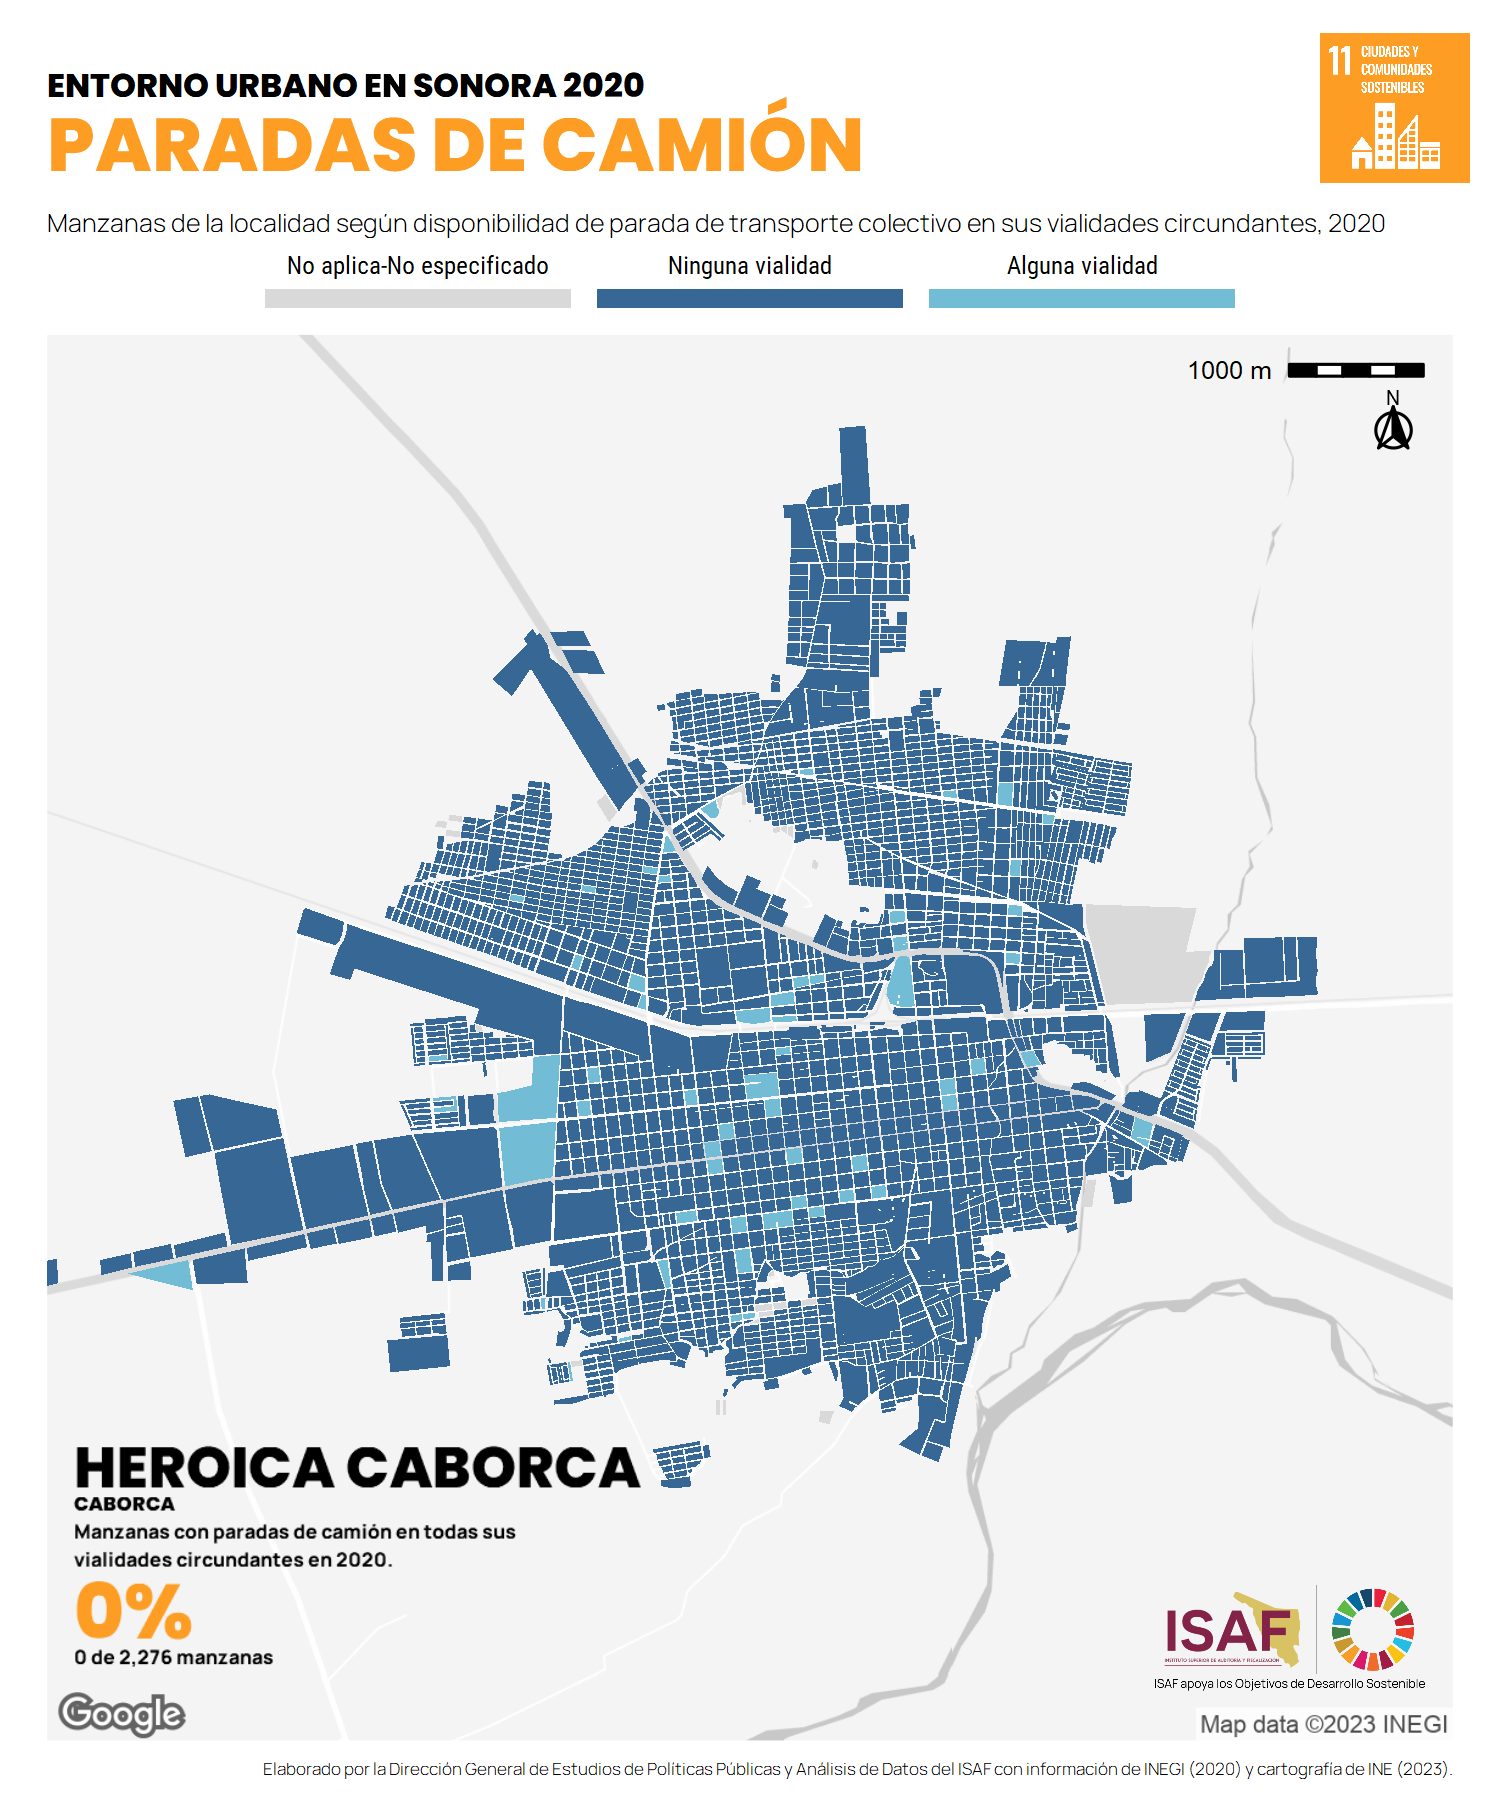 ENTORNO URBANO EN SONORA 2020
PARADAS DE CAMIÓN
11 CIUDADES Y
COMUNIDADES
SOSTENIBLES
Manzanas de la localidad según disponibilidad de parada de transporte colectivo en sus vialidades circundantes, 2020
No aplica-No especificado
Ninguna vialidad
Alguna vialidad
1000 m
N
HEROICA CABORCA
CABORCA
Manzanas con paradas de camión en todas sus
vialidades circundantes en 2020.
0%
0 de 2,276 manzanas
Google
ISAF
INSTITUTO SUPERIOR DE AUDITORÍA Y FISCALIZACIÓN
ISAF apoya los Objetivos de Desarrollo Sostenible
Map data ©2023 INEGI
Elaborado por la Dirección General de Estudios de Políticas Públicas y Análisis de Datos del ISAF con información de INEGI (2020) y cartografía de INE (2023).